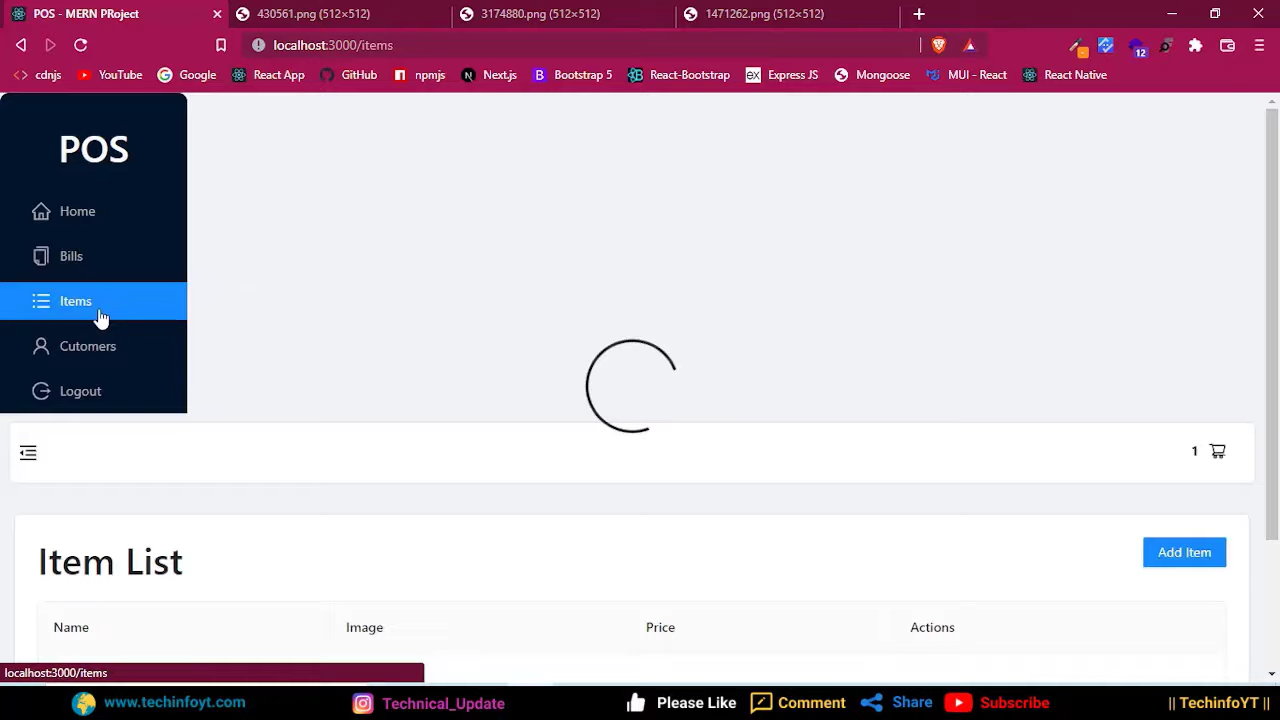 POS - MERN PRoject
430561.png (512×512)
3174880.png (512×512)
1471262.png (512×512)
localhost:3000/items
12
<> cdnjs YouTube Google React App GitHub npmjs Next.js Bootstrap 5 React-Bootstrap Express JS Mongoose MUI - React React Native
POS
Home
Bills
Items
Cutomers
Logout
1
Item List
Add Item
Name Image Price Actions
localhost:3000/items
www.techinfoyt.com Technical_Update Please Like Comment Share Subscribe || TechinfoYT ||